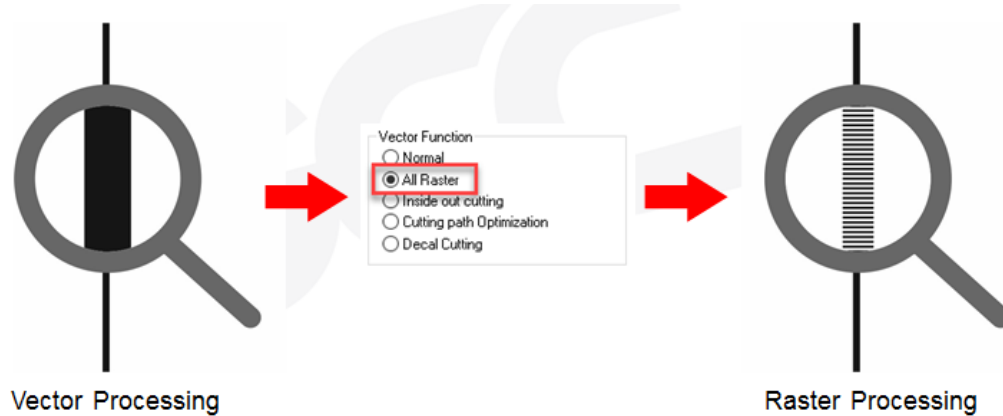 Vector Function
Normal
All Raster
Inside out cutting
Cutting path Optimization
Decal Cutting
Vector Processing
Raster Processing